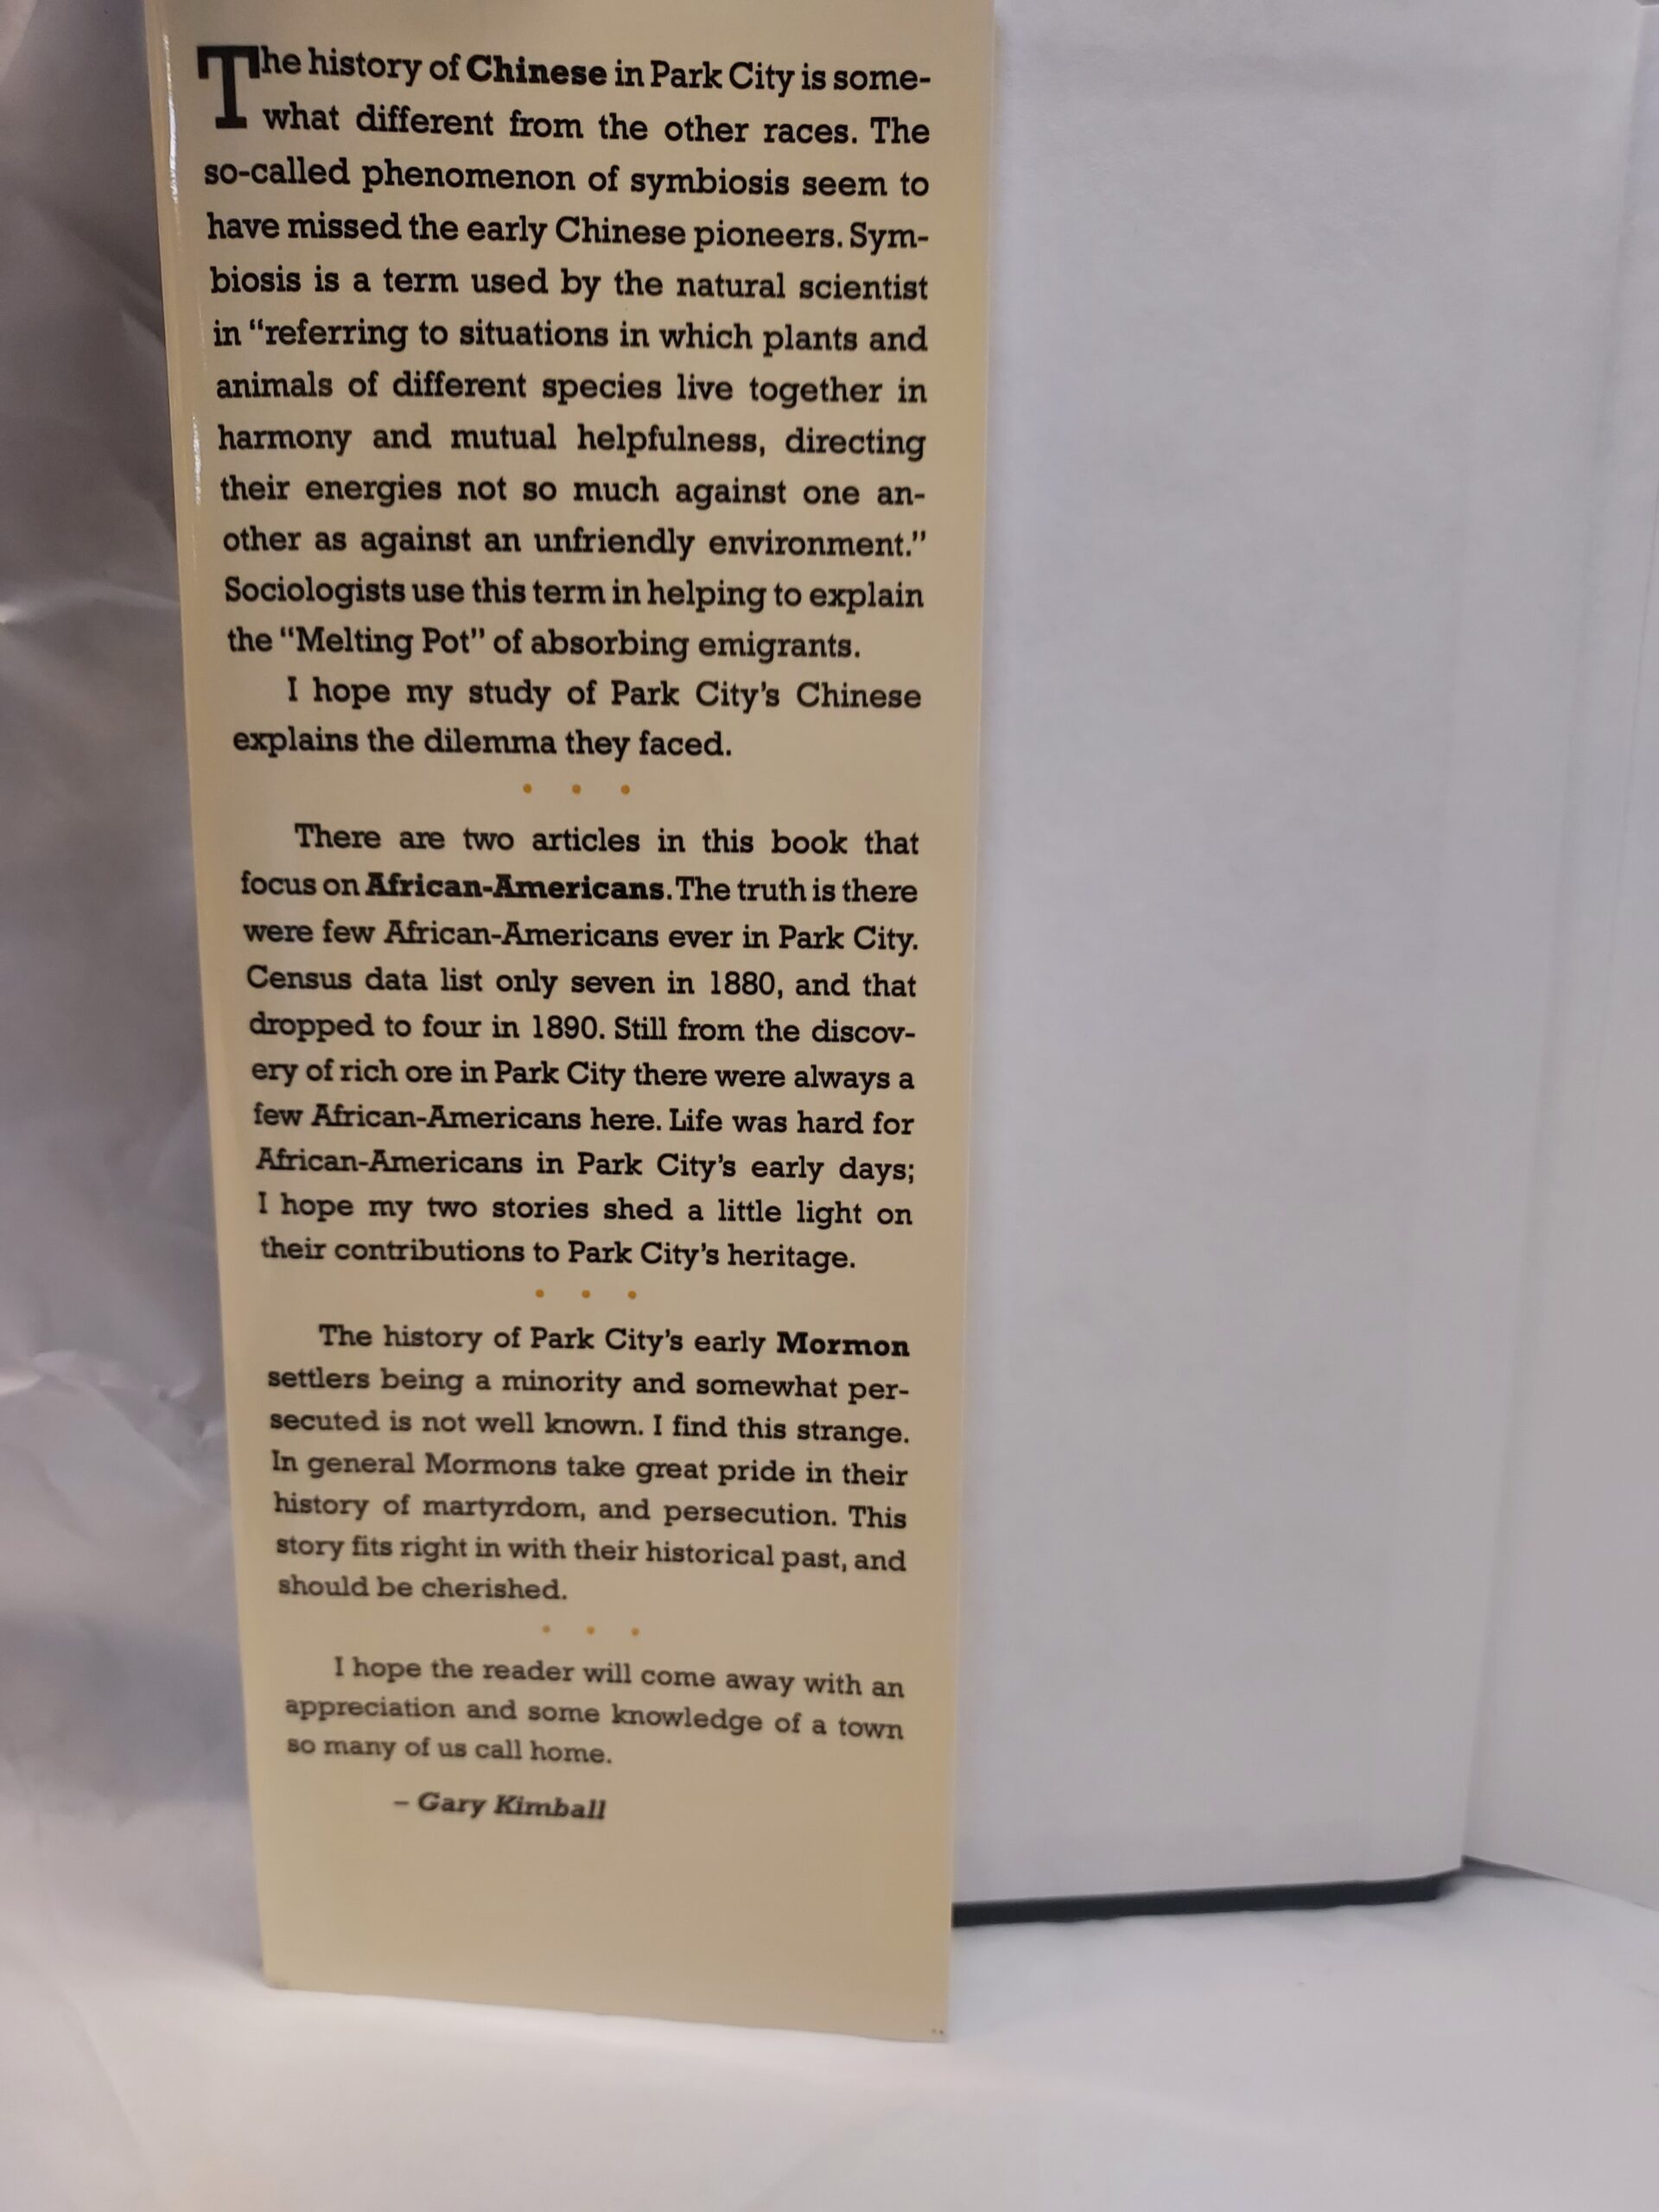 The history of Chinese in Park City is some-
what different from the other races. The
so-called phenomenon of symbiosis seem to
have missed the early Chinese pioneers. Sym-
biosis is a term used by the natural scientist
in “referring to situations in which plants and
animals of different species live together in
harmony and mutual helpfulness, directing
their energies not so much against one an-
other as against an unfriendly environment.”
Sociologists use this term in helping to explain
the “Melting Pot” of absorbing emigrants.
I hope my study of Park City’s Chinese
explains the dilemma they faced.
• • •
There are two articles in this book that
focus on African-Americans. The truth is there
were few African-Americans ever in Park City.
Census data list only seven in 1880, and that
dropped to four in 1890. Still from the discov-
ery of rich ore in Park City there were always a
few African-Americans here. Life was hard for
African-Americans in Park City’s early days;
I hope my two stories shed a little light on
their contributions to Park City’s heritage.
• • •
The history of Park City’s early Mormon
settlers being a minority and somewhat per-
secuted is not well known. I find this strange.
In general Mormons take great pride in their
history of martyrdom, and persecution. This
story fits right in with their historical past, and
should be cherished.
• • •
I hope the reader will come away with an
appreciation and some knowledge of a town
so many of us call home.
– Gary Kimball